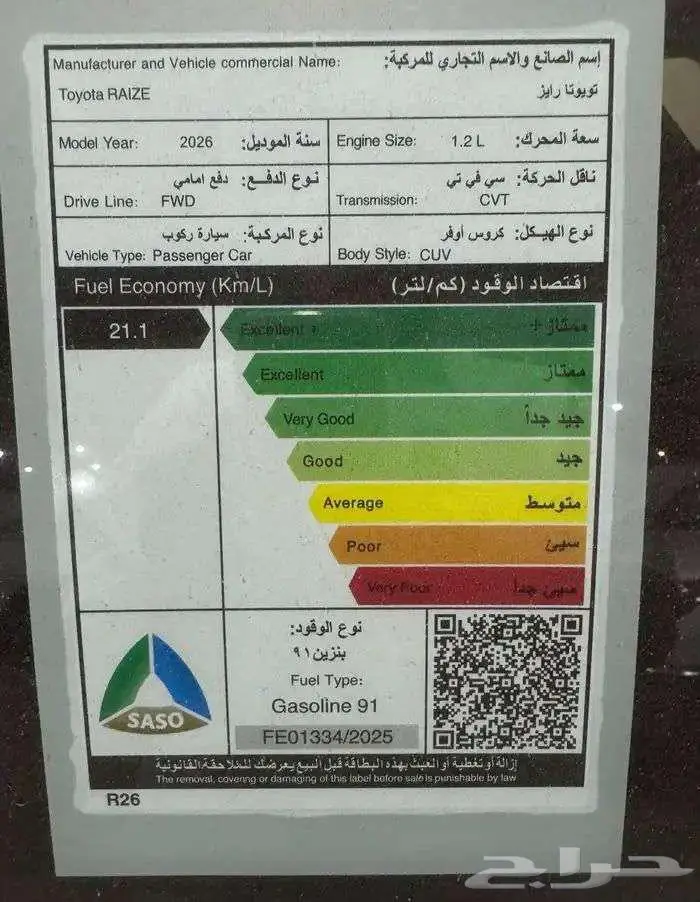 Manufacturer and Vehicle commercial Name: إسم الصانع والاسم التجاري للمركبة:
Toyota RAIZE تويوتا رايز
Model Year: 2026 سنة الموديل:
Engine Size: 1.2 L سعة المحرك:
نوع الدفـــع: دفع امامي
Drive Line: FWD
ناقل الحركة: سي في تي
Transmission: CVT
نوع المركبة: سيارة ركوب
Vehicle Type: Passenger Car
نوع الهيكل: كروس أوفر
Body Style: CUV
Fuel Economy (Km/L) اقتصاد الوقود (كم/لتر)
21.1
Excellent + ممتاز+
Excellent ممتاز
Very Good جيد جداً
Good جيد
Average متوسط
Poor سيئ
Very Poor سيئ جداً
نوع الوقود:
بنزين ٩١
Fuel Type:
Gasoline 91
FE01334/2025
SASO
إزالة أو تغطية أو العبث بهذه البطاقة قبل البيع يعرضك للملاحقة القانونية
The removal, covering or damaging of this label before sale is punishable by law
R26
حراج